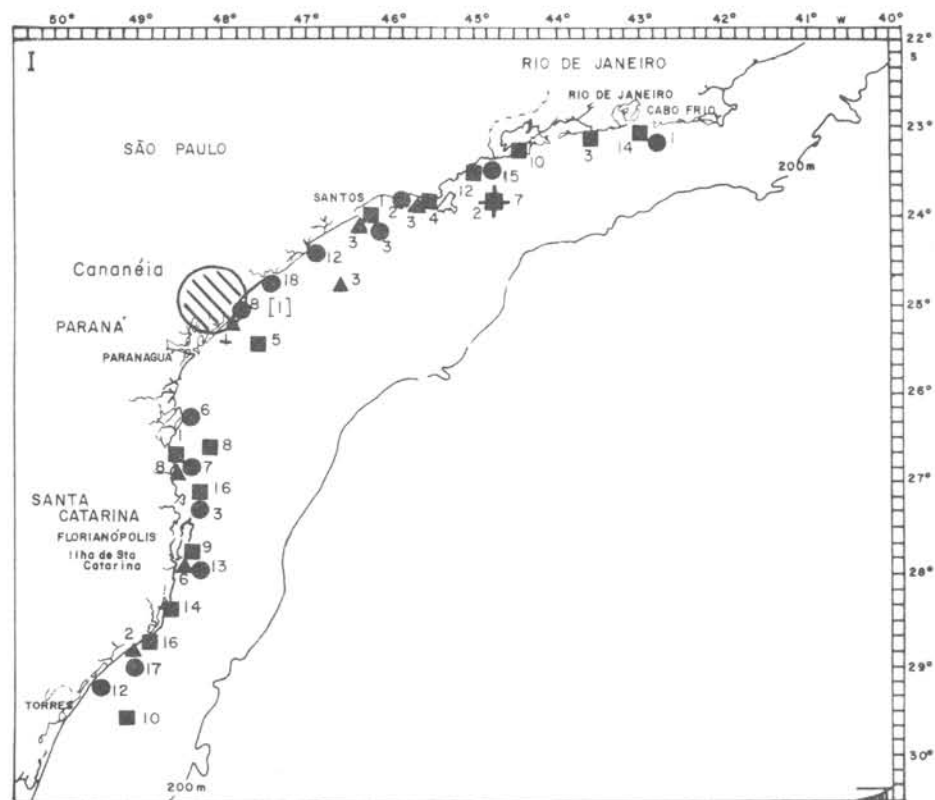 50° 49° 48° 47° 46° 45° 44° 43° 42° 41° W 40°
I
22°
S
RIO DE JANEIRO
RIO DE JANEIRO
CABO FRIO
23°
SÃO PAULO
10 3 14 1
200m
12 15
SANTOS
1 2 4 2 7
24°
3 3
12
Cananéia
18 3
8 [1]
25°
PARANÁ
5
PARANAGUA
26°
6
1 8
8 7
27°
16
SANTA
CATARINA
3
FLORIANÓPOLIS
9
Ilha de Sta
Catarina
13
6
28°
14
2 16
17
29°
12
TORRES
10
30°
200m